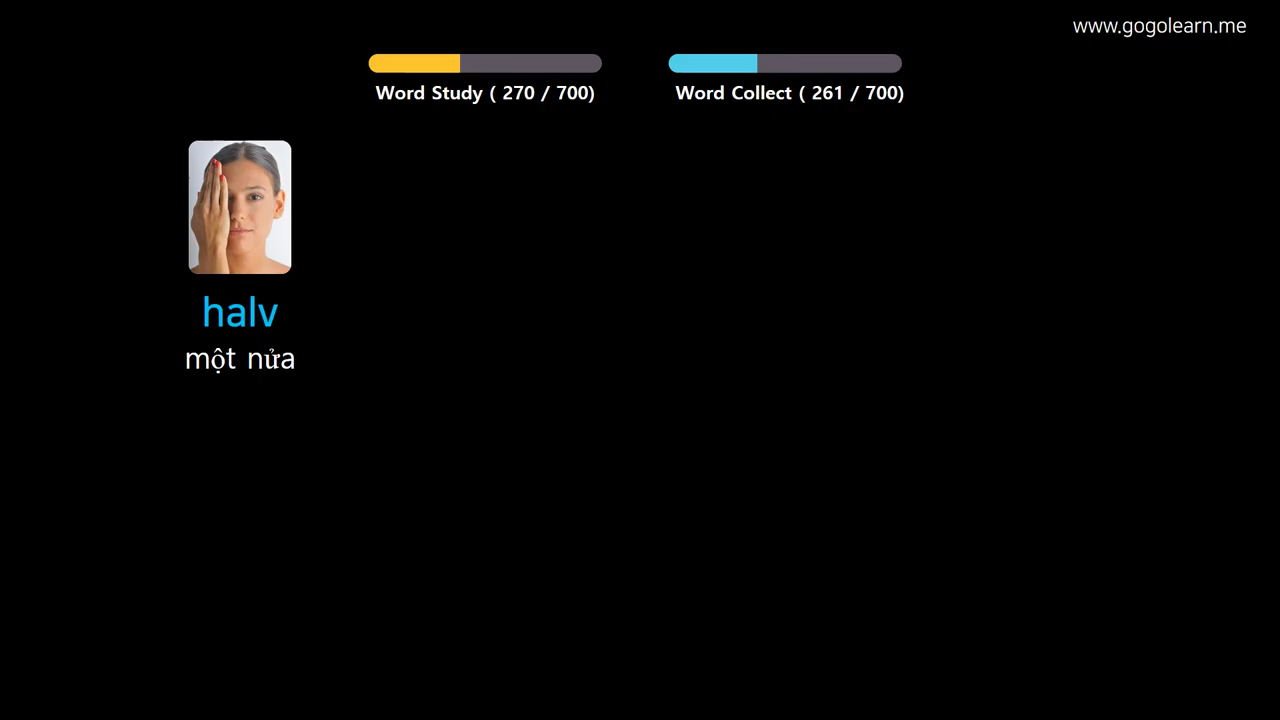 www.gogolearn.me
Word Study ( 270 / 700)
Word Collect ( 261 / 700)
halv
một nửa